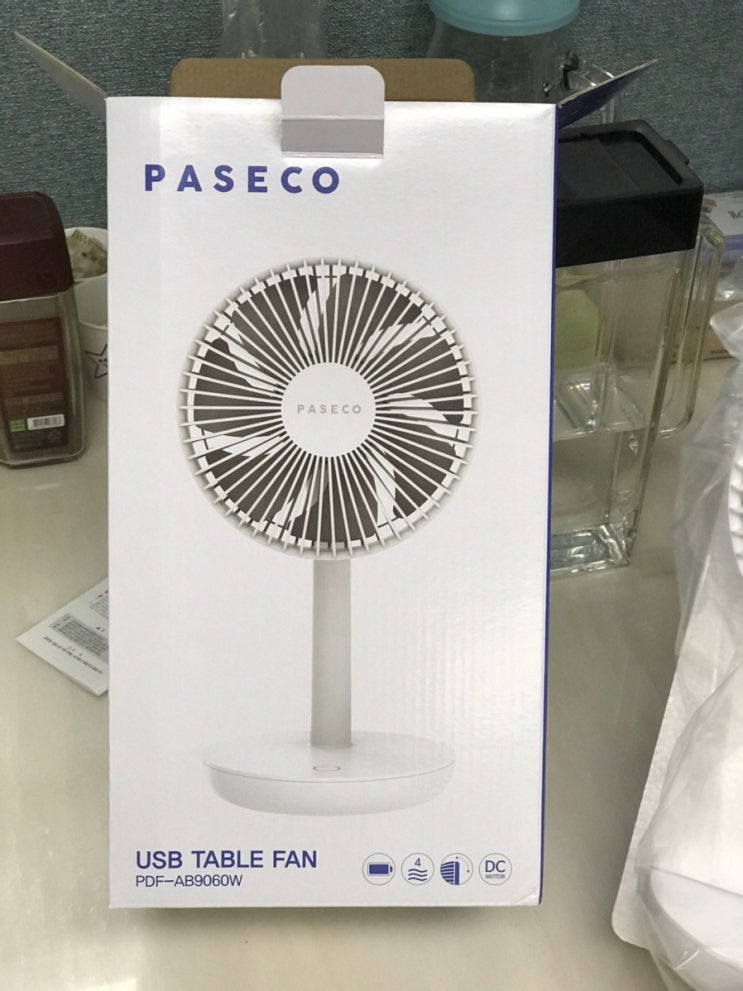 PASECO
PASECO
USB TABLE FAN
PDF-AB9060W
4
DC
MOTOR